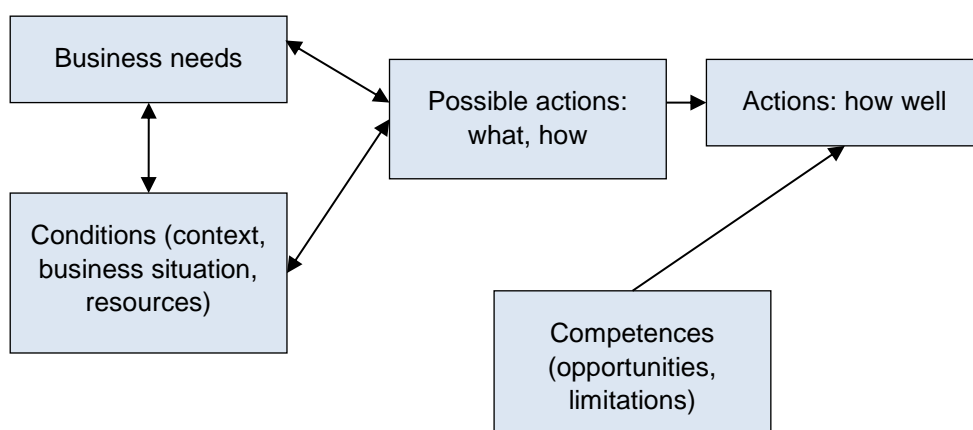 Business needs
Possible actions:
what, how
Actions: how well
Conditions (context,
business situation,
resources)
Competences
(opportunities,
limitations)